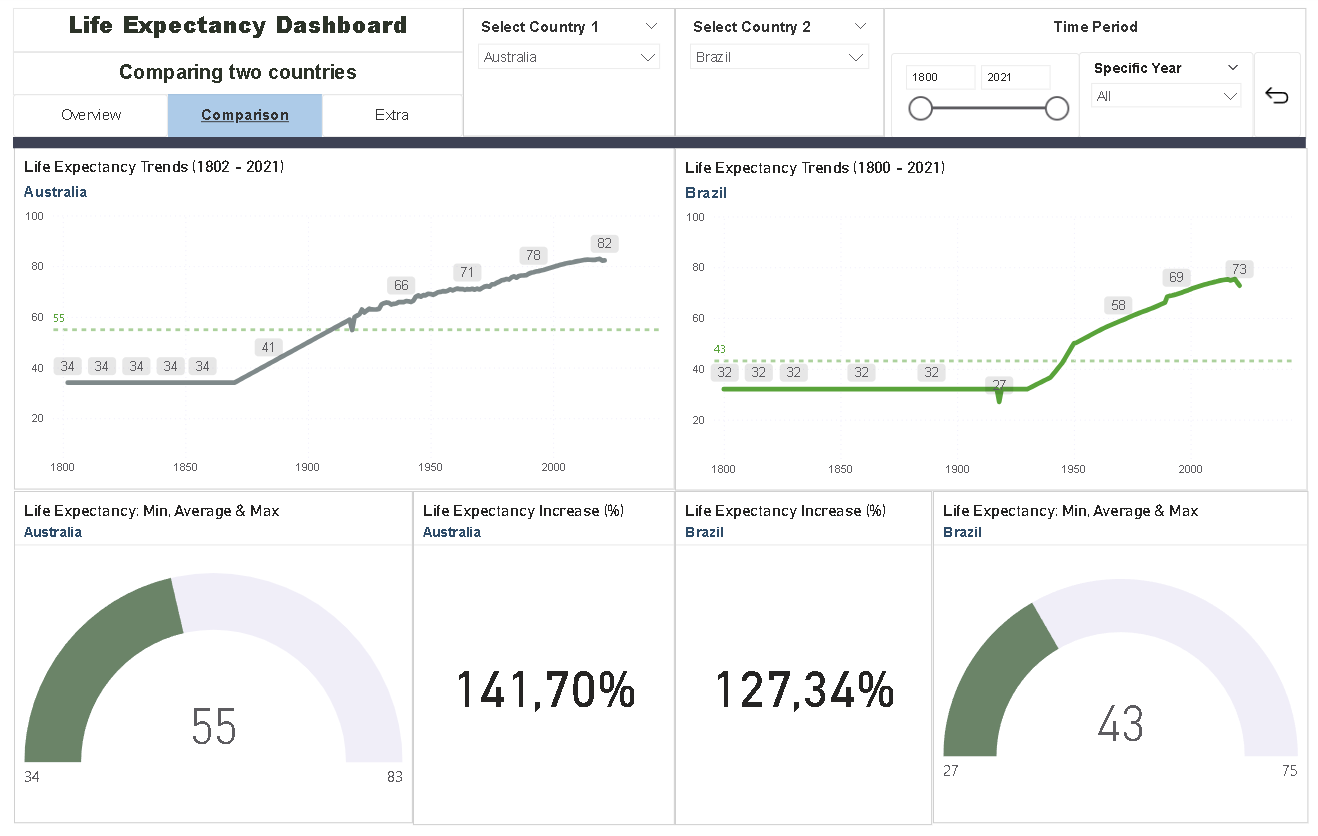 Life Expectancy Dashboard
Comparing two countries
Overview
Comparison
Extra
Select Country 1
Australia
Select Country 2
Brazil
Time Period
1800
2021
Specific Year
All
Life Expectancy Trends (1802 - 2021)
Australia
100
80
60
40
20
55
34 34 34 34 34 41 66 71 78 82
1800 1850 1900 1950 2000
Life Expectancy Trends (1800 - 2021)
Brazil
100
80
60
40
20
43
32 32 32 32 32 27 58 69 73
1800 1850 1900 1950 2000
Life Expectancy: Min, Average & Max
Australia
55
34 83
Life Expectancy Increase (%)
Australia
141,70%
Life Expectancy Increase (%)
Brazil
127,34%
Life Expectancy: Min, Average & Max
Brazil
43
27 75